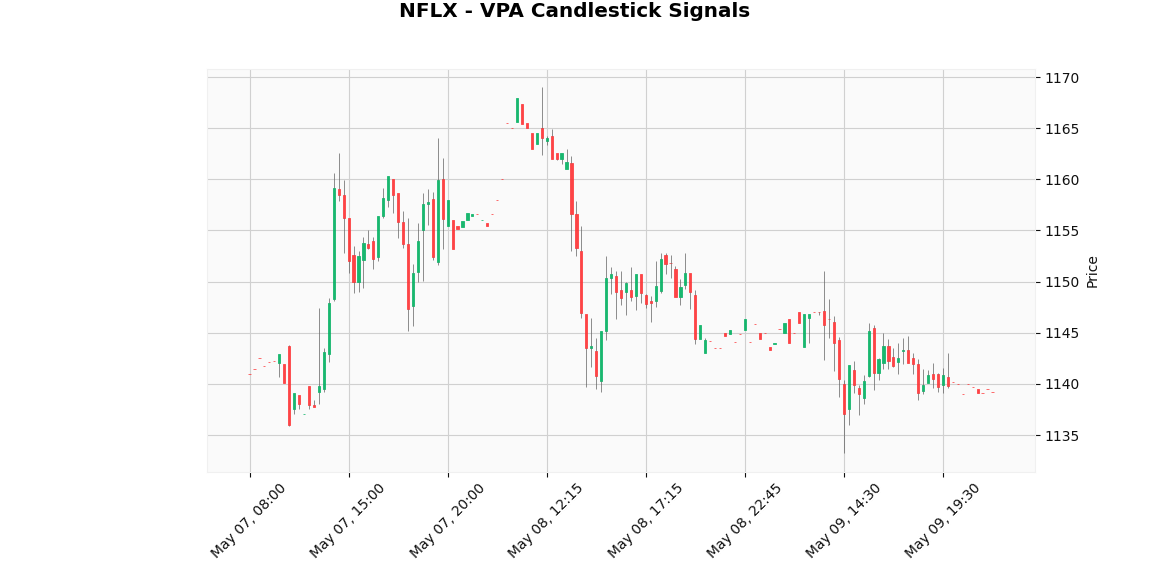 NFLX - VPA Candlestick Signals
1170
1165
1160
1155
1150
1145
1140
1135
Price
May 07, 08:00
May 07, 15:00
May 07, 20:00
May 08, 12:15
May 08, 17:15
May 08, 22:45
May 09, 14:30
May 09, 19:30